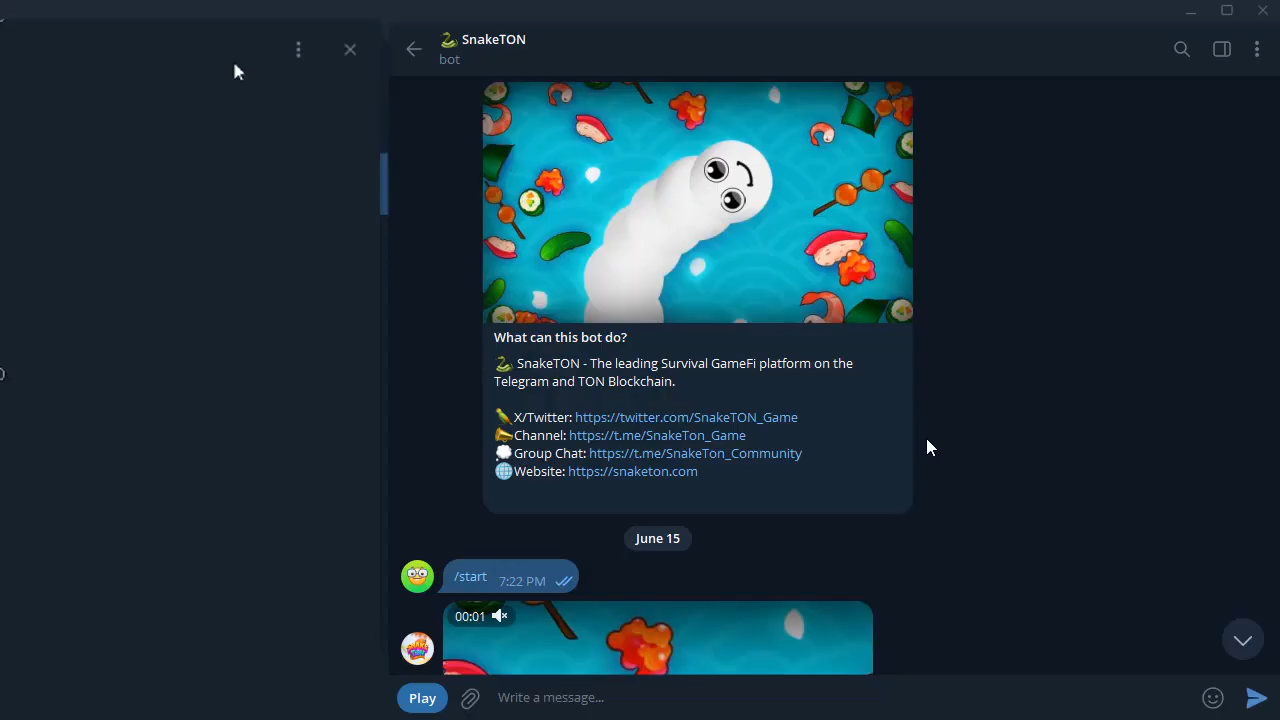 🐍 SnakeTON
bot
What can this bot do?
🐍 SnakeTON - The leading Survival GameFi platform on the
Telegram and TON Blockchain.
X/Twitter: https://twitter.com/SnakeTON_Game
Channel: https://t.me/SnakeTon_Game
Group Chat: https://t.me/SnakeTon_Community
Website: https://snaketon.com
June 15
/start 7:22 PM
00:01
Play
Write a message...